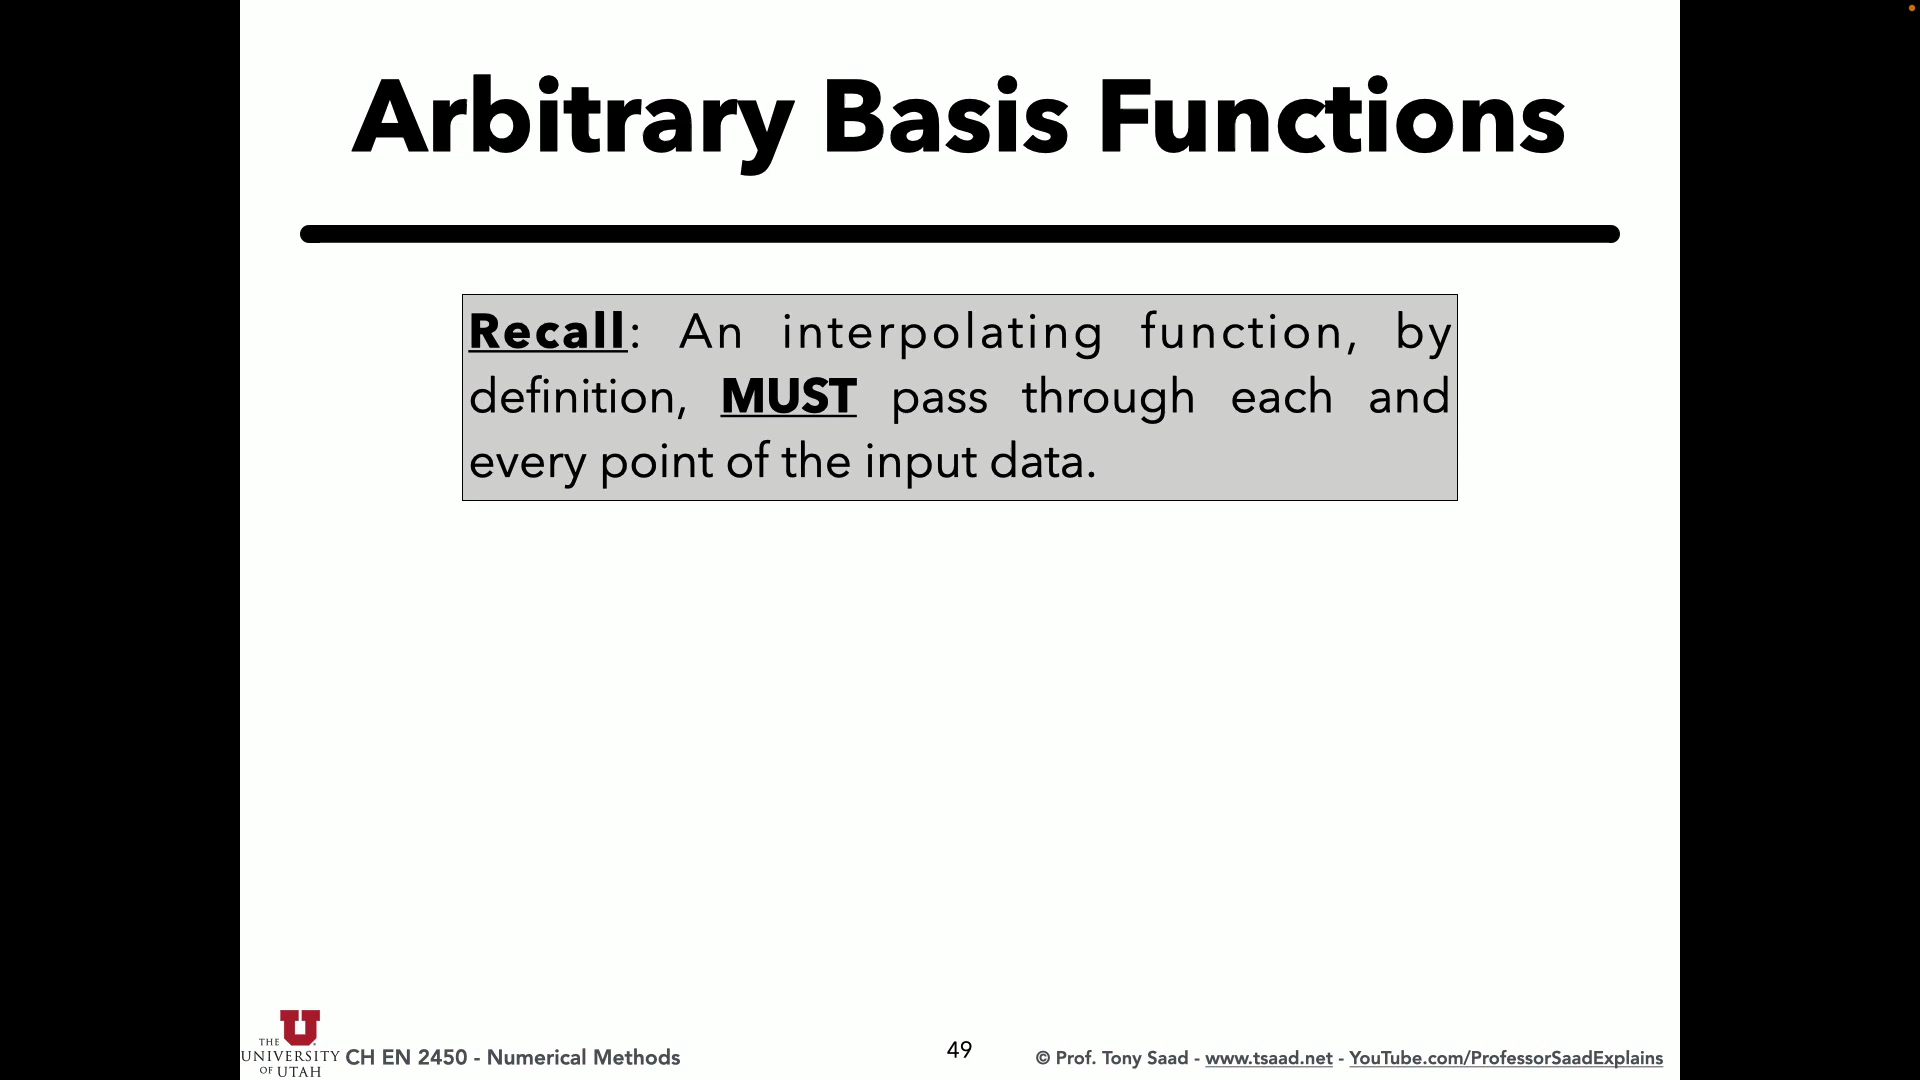 Arbitrary Basis Functions
Recall: An interpolating function, by
definition, MUST pass through each and
every point of the input data.
THE
UNIVERSITY
OF UTAH
CH EN 2450 - Numerical Methods
49
© Prof. Tony Saad - www.tsaad.net - YouTube.com/ProfessorSaadExplains